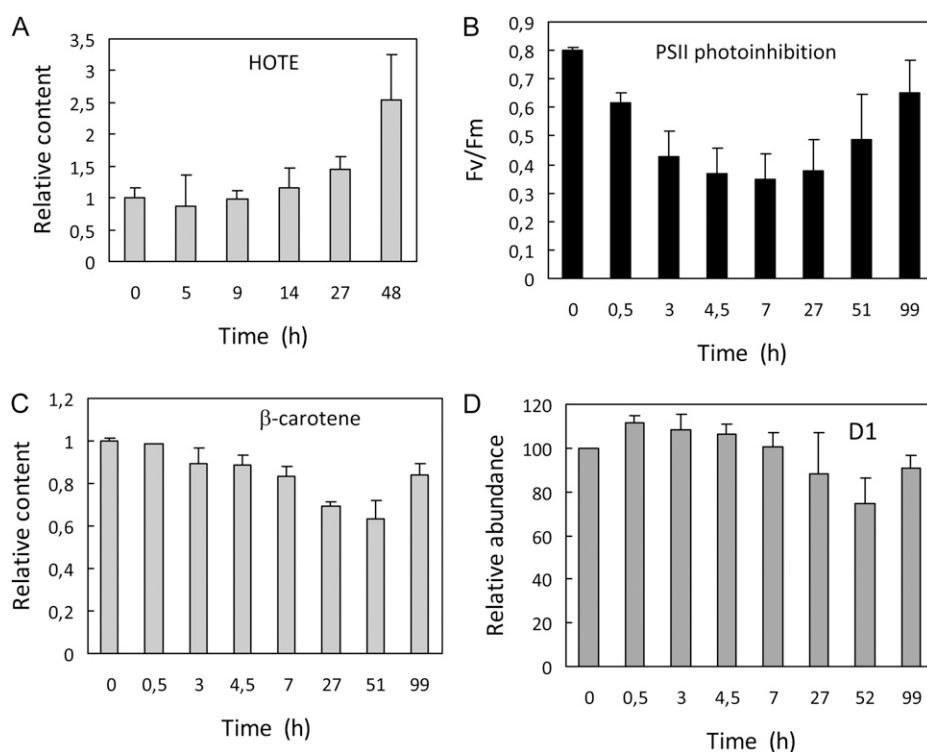 A
HOTE
Relative content
3,5
3
2,5
2
1,5
1
0,5
0
0 5 9 14 27 48
Time (h)
B
PSII photoinhibition
Fv/Fm
0,8
0,8
0,6
0,5
0,4
0,3
0,2
0,1
0
0 0,5 3 4,5 7 27 51 99
Time (h)
C
β-carotene
Relative content
1,2
1
0,8
0,6
0,4
0,2
0
0 0,5 3 4,5 7 27 51 99
Time (h)
D
D1
Relative abundance
120
100
80
60
40
20
0
0 0,5 3 4,5 7 27 52 99
Time (h)